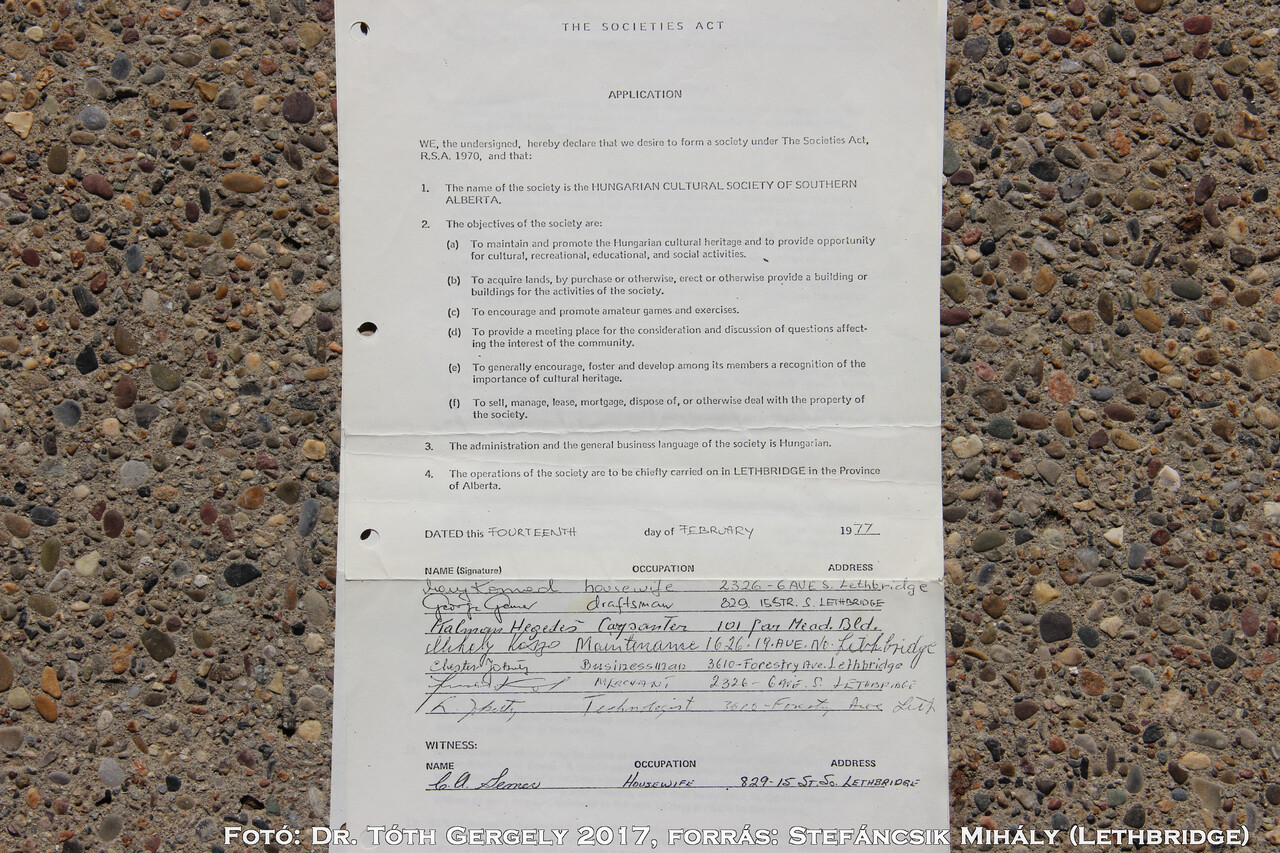 THE SOCIETIES ACT
APPLICATION
WE, the undersigned, hereby declare that we desire to form a society under The Societies Act,
R.S.A. 1970, and that:
1. The name of the society is the HUNGARIAN CULTURAL SOCIETY OF SOUTHERN
ALBERTA.
2. The objectives of the society are:
(a) To maintain and promote the Hungarian cultural heritage and to provide opportunity
for cultural, recreational, educational, and social activities.
(b) To acquire lands, by purchase or otherwise, erect or otherwise provide a building or
buildings for the activities of the society.
(c) To encourage and promote amateur games and exercises.
(d) To provide a meeting place for the consideration and discussion of questions affect-
ing the interest of the community.
(e) To generally encourage, foster and develop among its members a recognition of the
importance of cultural heritage.
(f) To sell, manage, lease, mortgage, dispose of, or otherwise deal with the property of
the society.
3. The administration and the general business language of the society is Hungarian.
4. The operations of the society are to be chiefly carried on in LETHBRIDGE in the Province
of Alberta.
DATED this FOURTEENTH day of FEBRUARY 1977
NAME (Signature) OCCUPATION ADDRESS
housewife 2326-6 AVE S. Lethbridge
George draftsman 829 15 STR. S. LETHBRIDGE
Kalman Hegedes Carpanter 101 Par Mead. Bld.
Mihaly Maintenance 1626.19.AVE.No. Lethbridge
Chester Businessman 3610-Forestry Ave. Lethbridge
MERCHANT 2326-6 AVE. S. LETHBRIDGE
Technologist 3610-Forestry Ave Leth
WITNESS:
NAME OCCUPATION ADDRESS
C.A. HOUSEWIFE 829-15 St. So. LETHBRIDGE
Fotó: Dr. Tóth Gergely 2017, forrás: Stefáncsik Mihály (Lethbridge)